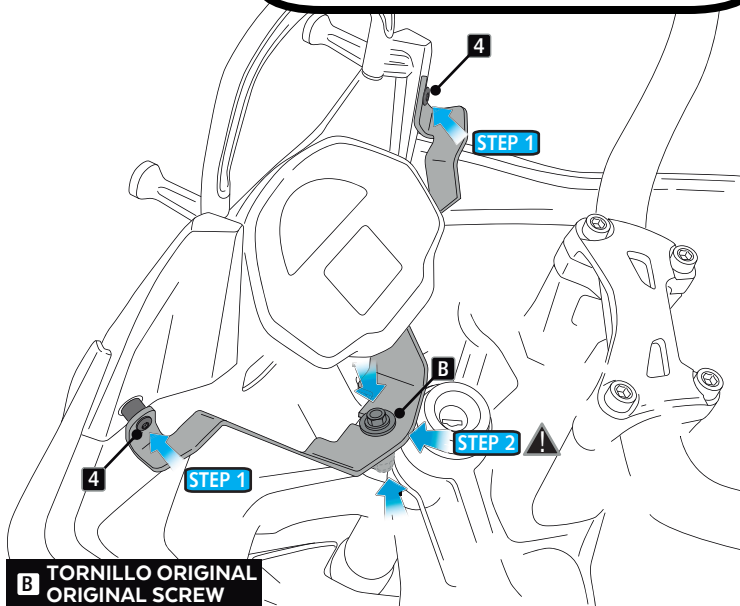 4
STEP 1
B
STEP 2
4
STEP 1
B TORNILLO ORIGINAL
ORIGINAL SCREW